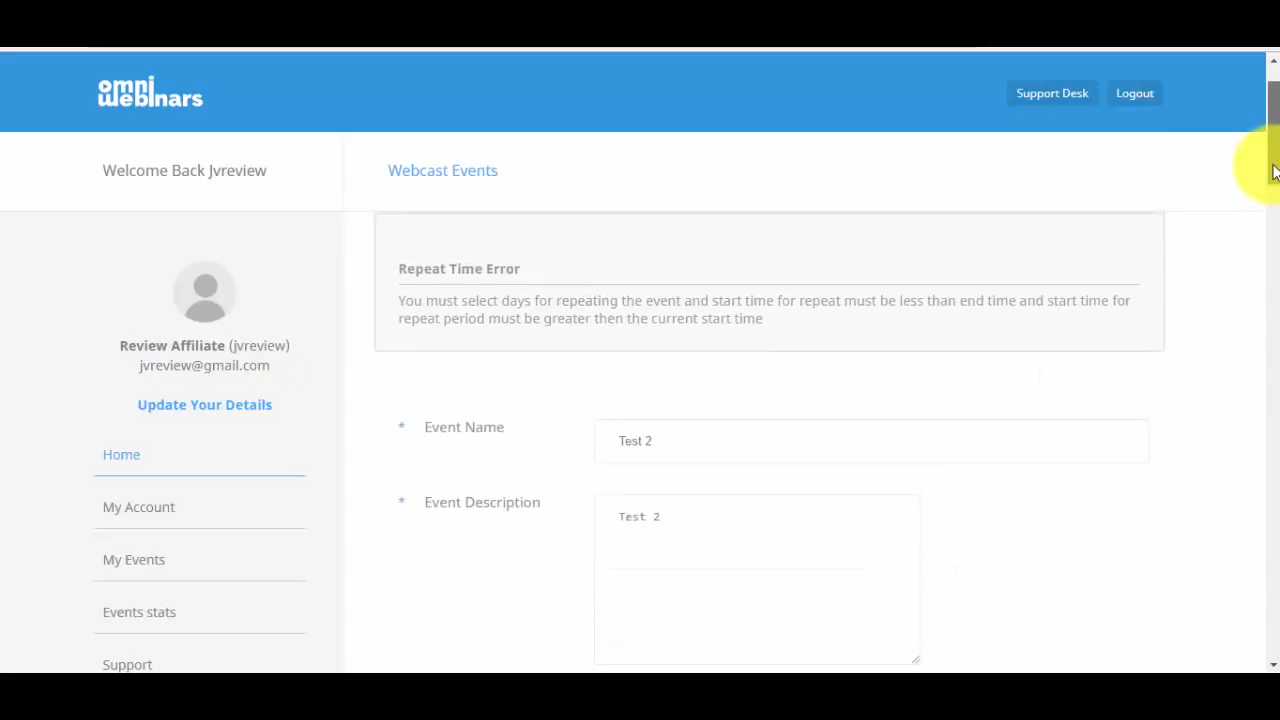 omni
webinars
Support Desk
Logout
Welcome Back Jvreview
Webcast Events
Repeat Time Error
You must select days for repeating the event and start time for repeat must be less than end time and start time for
repeat period must be greater then the current start time
Review Affiliate (jvreview)
jvreview@gmail.com
Update Your Details
Home
My Account
My Events
Events stats
Support
* Event Name
Test 2
* Event Description
Test 2